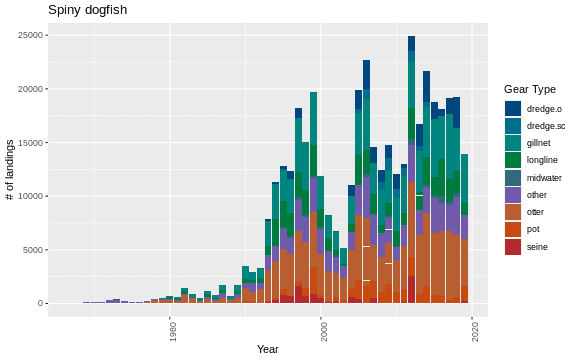 Spiny dogfish
25000
20000
15000
10000
5000
0
# of landings
1980
2000
2020
Year
Gear Type
dredge.o
dredge.sc
gillnet
longline
midwater
other
otter
pot
seine